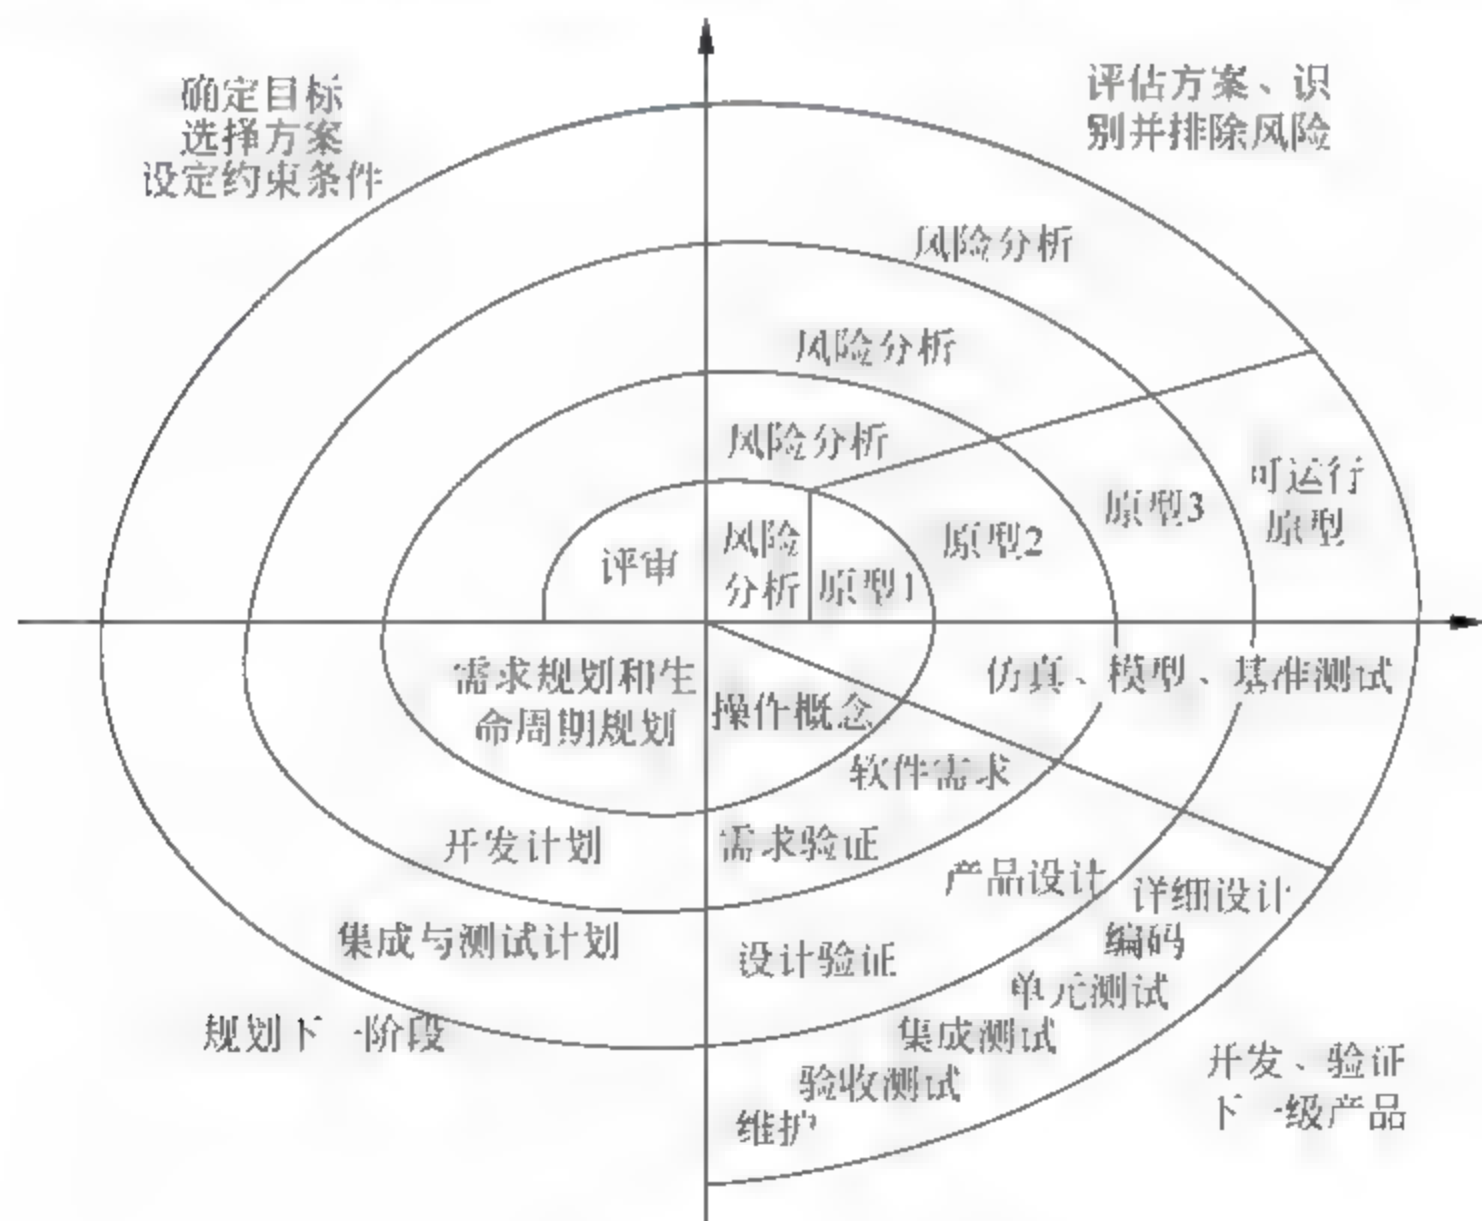 确定目标
选择方案
设定约束条件
评估方案、识
别并排除风险
风险分析
风险分析
风险分析
评审
风险
分析
原型1
原型2
原型3
可运行
原型
需求规划和生
命周期规划
操作概念
仿真、模型、基准测试
软件需求
开发计划
需求验证
产品设计
详细设计
集成与测试计划
设计验证
编码
单元测试
集成测试
验收测试
维护
规划下一阶段
开发、验证
下一级产品